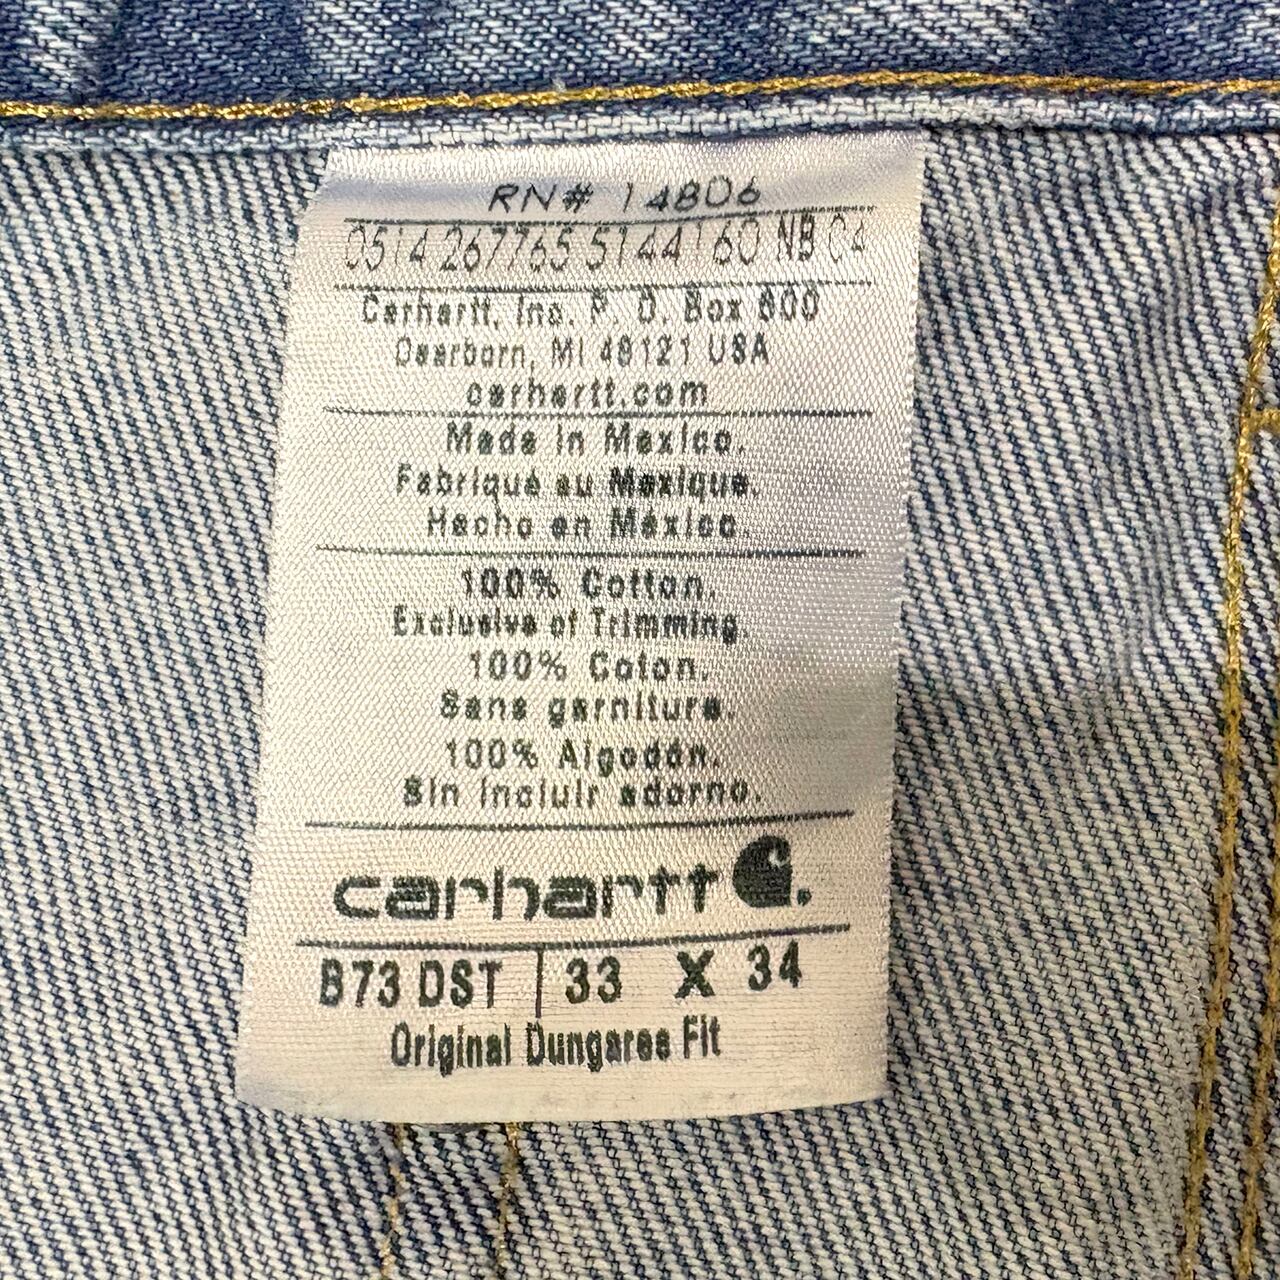 RN# 14806
0514 267765 5144160 NB 04
Carhartt, Inc. P. O. Box 600
Dearborn, MI 48121 USA
carhartt.com
Made in Mexico.
Fabriqué au Mexique.
Hecho en México.
100% Cotton.
Exclusive of Trimming.
100% Coton.
Sans garniture.
100% Algodón.
Sin incluir adorno.
carhartt
B73 DST | 33 X 34
Original Dungaree Fit